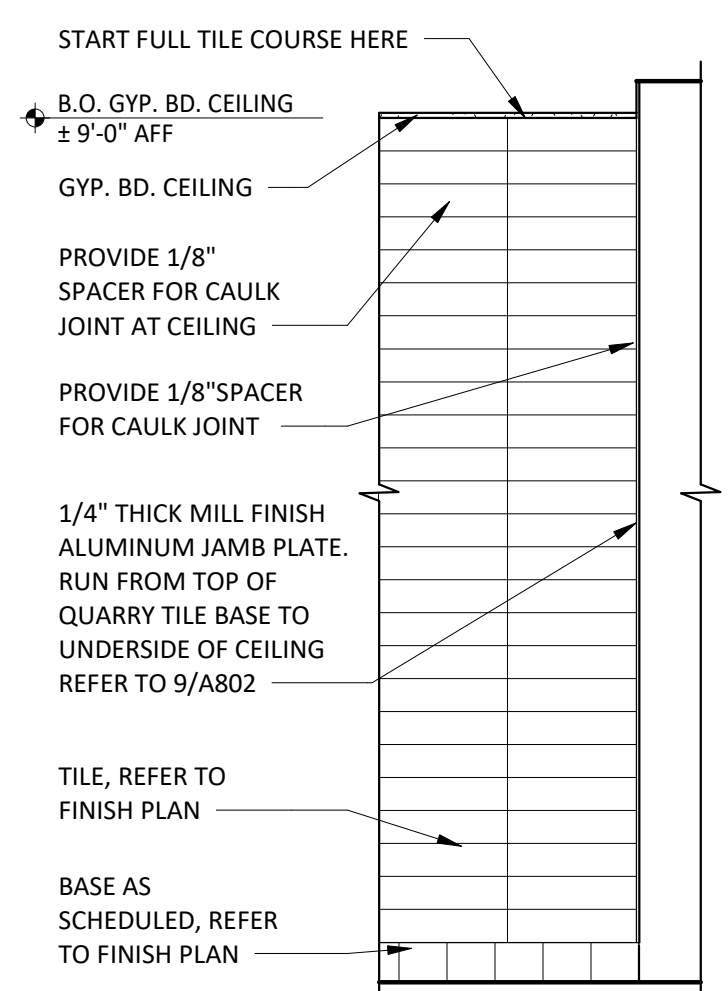 START FULL TILE COURSE HERE
B.O. GYP. BD. CEILING
± 9'-0" AFF
GYP. BD. CEILING
PROVIDE 1/8"
SPACER FOR CAULK
JOINT AT CEILING
PROVIDE 1/8"SPACER
FOR CAULK JOINT
1/4" THICK MILL FINISH
ALUMINUM JAMB PLATE.
RUN FROM TOP OF
QUARRY TILE BASE TO
UNDERSIDE OF CEILING
REFER TO 9/A802
TILE, REFER TO
FINISH PLAN
BASE AS
SCHEDULED, REFER
TO FINISH PLAN